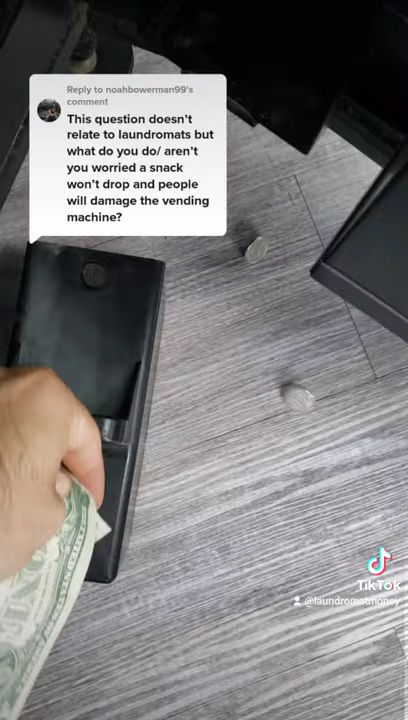 Reply to noahbowerman99's
comment
This question doesn't
relate to laundromats but
what do you do/ aren't
you worried a snack
won't drop and people
will damage the vending
machine?
TikTok
@laundromatmoney